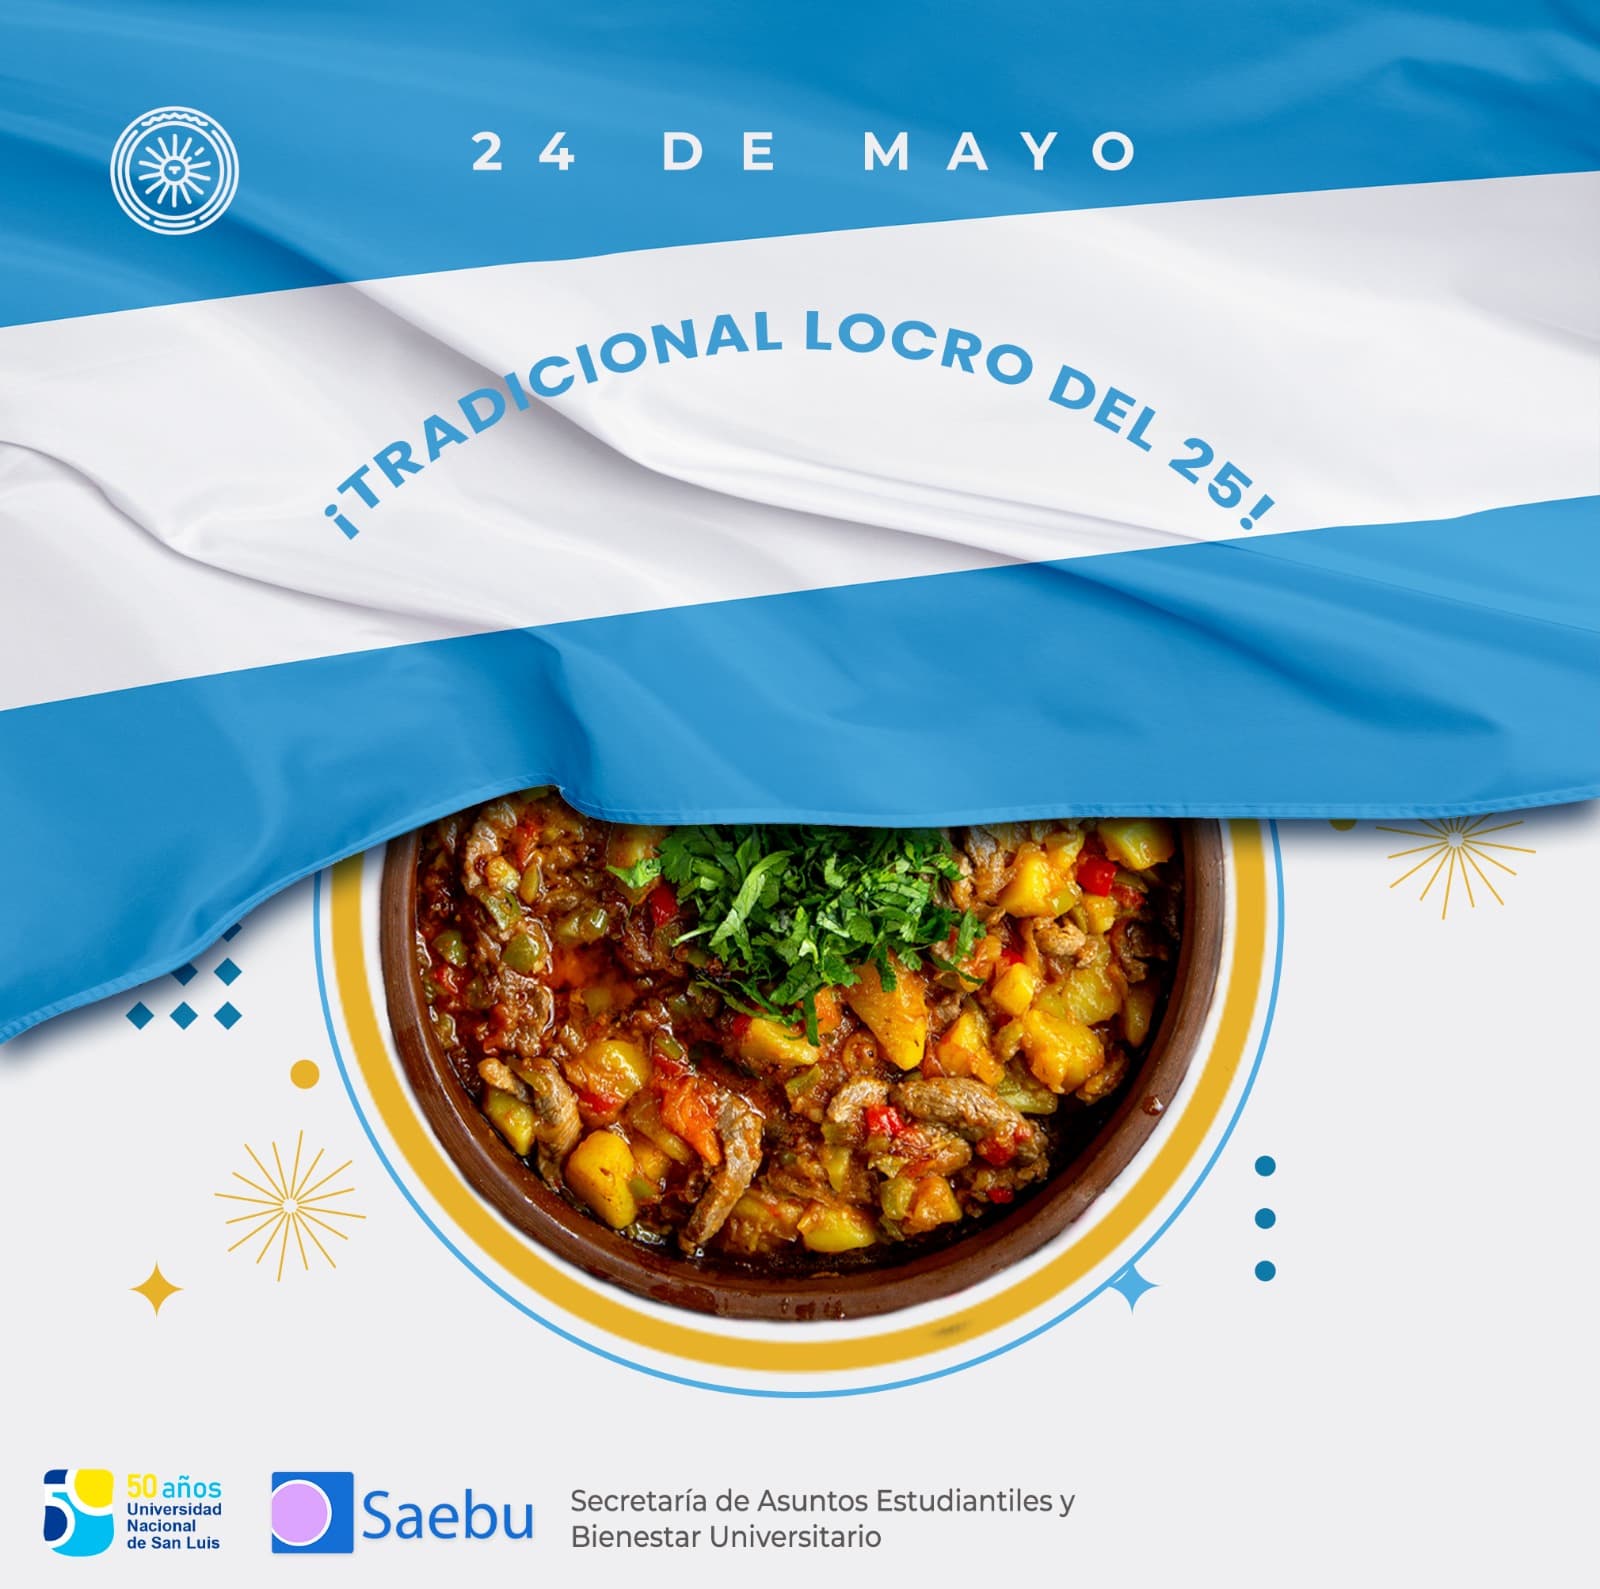 24 DE MAYO
¡TRADICIONAL LOCRO DEL 25!
50 años
Universidad
Nacional
de San Luis
Saebu
Secretaría de Asuntos Estudiantiles y
Bienestar Universitario